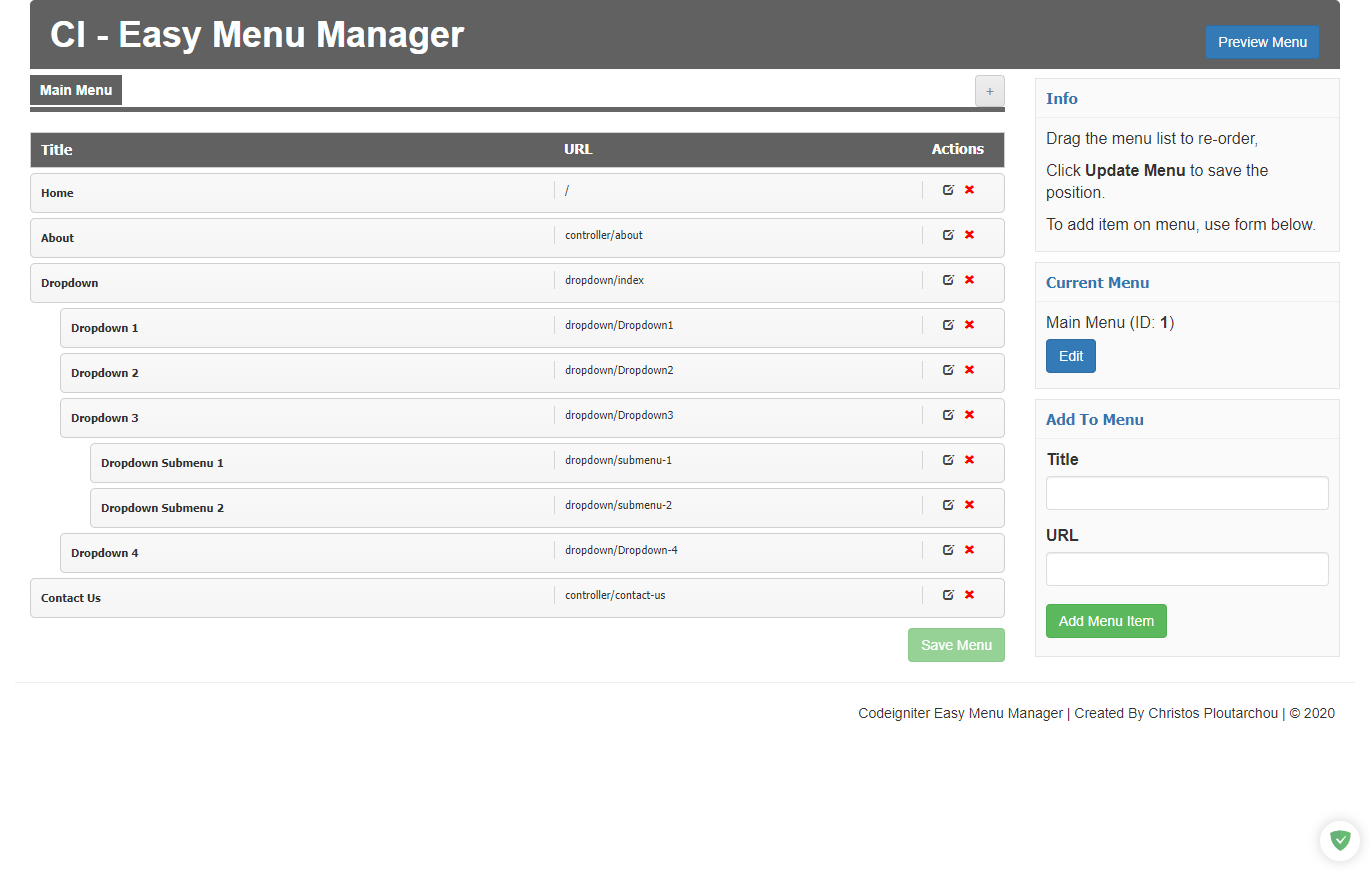 CI - Easy Menu Manager
Preview Menu
Main Menu
+
Title URL Actions
Home /
About controller/about
Dropdown dropdown/index
Dropdown 1 dropdown/Dropdown1
Dropdown 2 dropdown/Dropdown2
Dropdown 3 dropdown/Dropdown3
Dropdown Submenu 1 dropdown/submenu-1
Dropdown Submenu 2 dropdown/submenu-2
Dropdown 4 dropdown/Dropdown-4
Contact Us controller/contact-us
Save Menu
Info
Drag the menu list to re-order,
Click Update Menu to save the
position.
To add item on menu, use form below.
Current Menu
Main Menu (ID: 1)
Edit
Add To Menu
Title
URL
Add Menu Item
Codeigniter Easy Menu Manager | Created By Christos Ploutarchou | © 2020